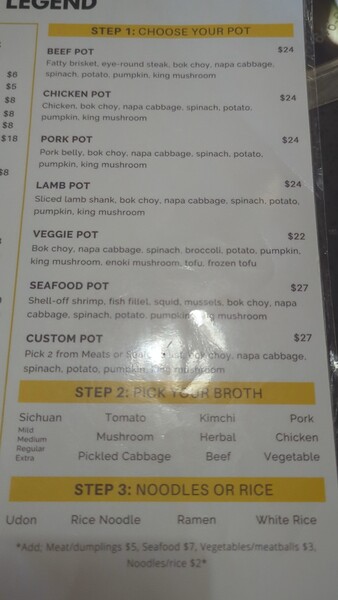 LEGEND
$6
$5
$8
$8
$8
$18
$8
STEP 1: CHOOSE YOUR POT
BEEF POT $24
Fatty brisket, eye-round steak, bok choy, napa cabbage,
spinach, potato, pumpkin, king mushroom
CHICKEN POT $24
Chicken, bok choy, napa cabbage, spinach, potato,
pumpkin, king mushroom
PORK POT $24
Pork belly, bok choy, napa cabbage, spinach, potato,
pumpkin, king mushroom
LAMB POT $24
Sliced lamb shank, bok choy, napa cabbage, spinach, potato,
pumpkin, king mushroom
VEGGIE POT $22
Bok choy, napa cabbage, spinach, broccoli, potato, pumpkin,
king mushroom, enoki mushroom, tofu, frozen tofu
SEAFOOD POT $27
Shell-off shrimp, fish fillet, squid, mussels, bok choy, napa
cabbage, spinach, potato, pumpkin, king mushroom
CUSTOM POT $27
Pick 2 from Meats or bok choy, napa cabbage,
spinach, potato, pumpkin, king mushroom
STEP 2: PICK YOUR BROTH
Sichuan Tomato Kimchi Pork
Mild
Medium Mushroom Herbal Chicken
Regular
Extra Pickled Cabbage Beef Vegetable
STEP 3: NOODLES OR RICE
Udon Rice Noodle Ramen White Rice
*Add: Meat/dumplings $5, Seafood $7, Vegetables/meatballs $3,
Noodles/rice $2*